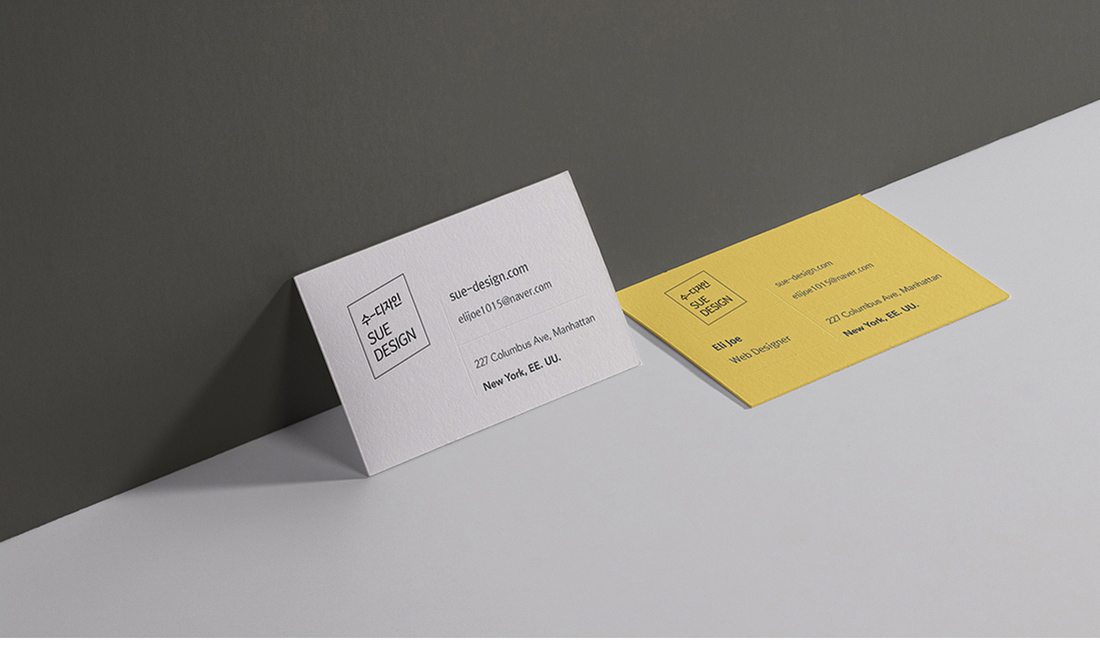 수-디자인
SUE
DESIGN
sue-design.com
elijoe1015@naver.com
227 Columbus Ave, Manhattan
New York, EE. UU.
수-디자인
SUE
DESIGN
Eli Joe
Web Designer
sue-design.com
elijoe1015@naver.com
227 Columbus Ave, Manhattan
New York, EE. UU.